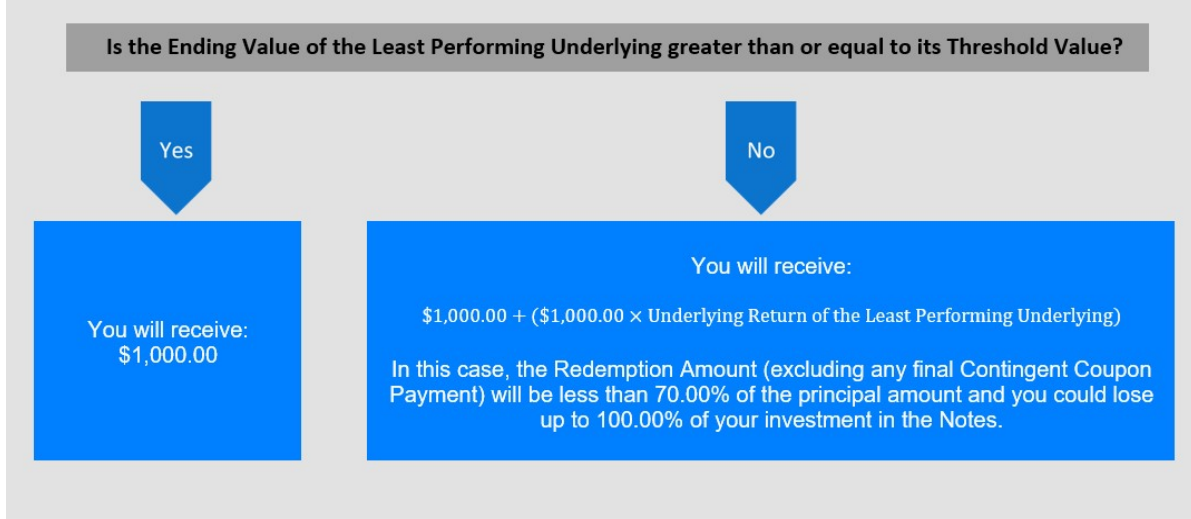 Is the Ending Value of the Least Performing Underlying greater than or equal to its Threshold Value?
Yes
No
You will receive:
$1,000.00
You will receive:
$1,000.00 + ($1,000.00 × Underlying Return of the Least Performing Underlying)
In this case, the Redemption Amount (excluding any final Contingent Coupon
Payment) will be less than 70.00% of the principal amount and you could lose
up to 100.00% of your investment in the Notes.